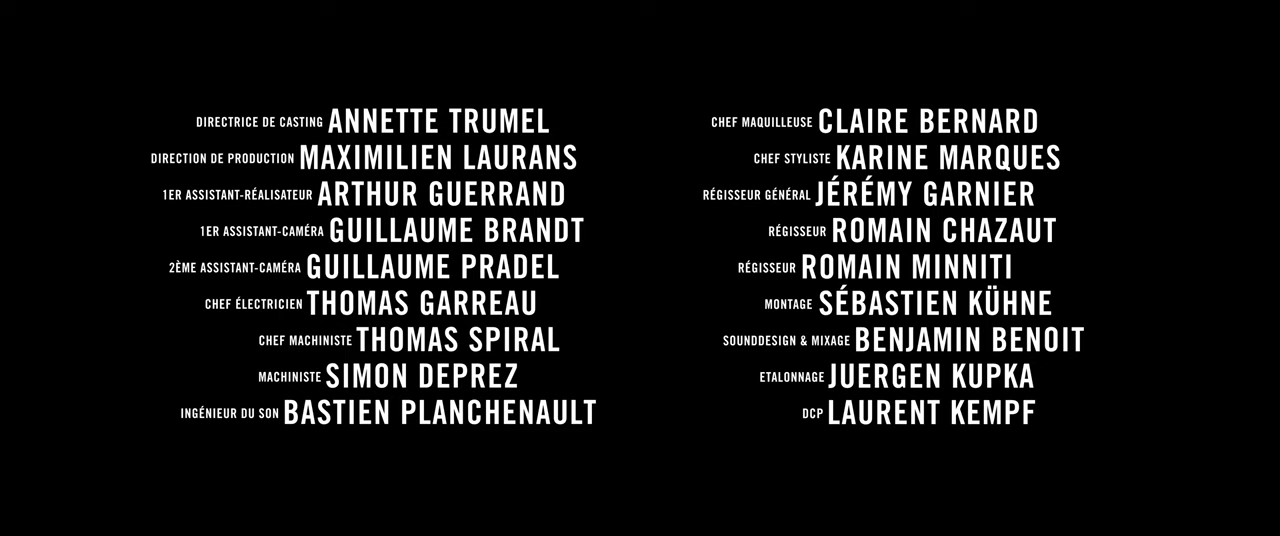 DIRECTRICE DE CASTING ANNETTE TRUMEL
DIRECTION DE PRODUCTION MAXIMILIEN LAURANS
1ER ASSISTANT-RÉALISATEUR ARTHUR GUERRAND
1ER ASSISTANT-CAMÉRA GUILLAUME BRANDT
2ÈME ASSISTANT-CAMÉRA GUILLAUME PRADEL
CHEF ÉLECTRICIEN THOMAS GARREAU
CHEF MACHINISTE THOMAS SPIRAL
MACHINISTE SIMON DEPREZ
INGÉNIEUR DU SON BASTIEN PLANCHENAULT
CHEF MAQUILLEUSE CLAIRE BERNARD
CHEF STYLISTE KARINE MARQUES
RÉGISSEUR GÉNÉRAL JÉRÉMY GARNIER
RÉGISSEUR ROMAIN CHAZAUT
RÉGISSEUR ROMAIN MINNITI
MONTAGE SÉBASTIEN KÜHNE
SOUNDDESIGN & MIXAGE BENJAMIN BENOIT
ETALONNAGE JUERGEN KUPKA
DCP LAURENT KEMPF